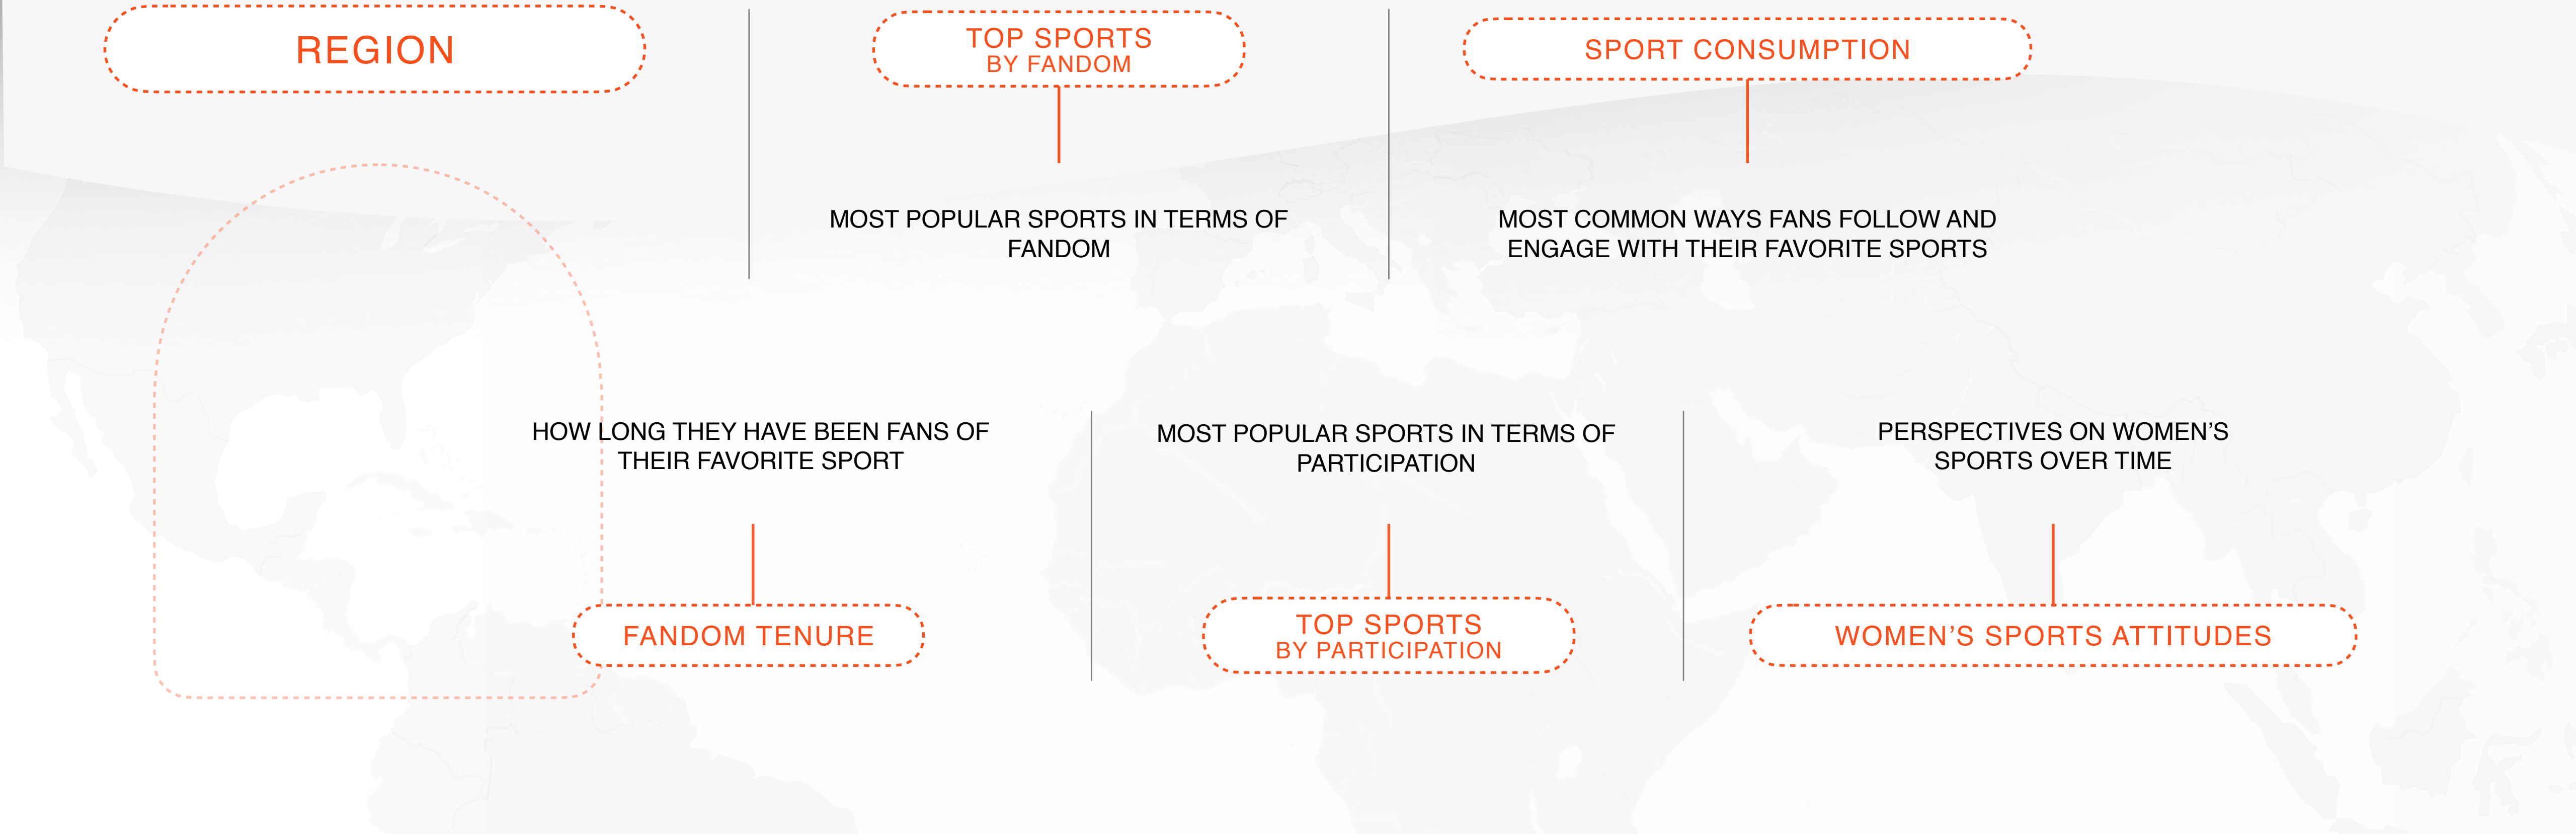 REGION
TOP SPORTS
BY FANDOM
MOST POPULAR SPORTS IN TERMS OF
FANDOM
SPORT CONSUMPTION
MOST COMMON WAYS FANS FOLLOW AND
ENGAGE WITH THEIR FAVORITE SPORTS
HOW LONG THEY HAVE BEEN FANS OF
THEIR FAVORITE SPORT
FANDOM TENURE
MOST POPULAR SPORTS IN TERMS OF
PARTICIPATION
TOP SPORTS
BY PARTICIPATION
PERSPECTIVES ON WOMEN’S
SPORTS OVER TIME
WOMEN’S SPORTS ATTITUDES